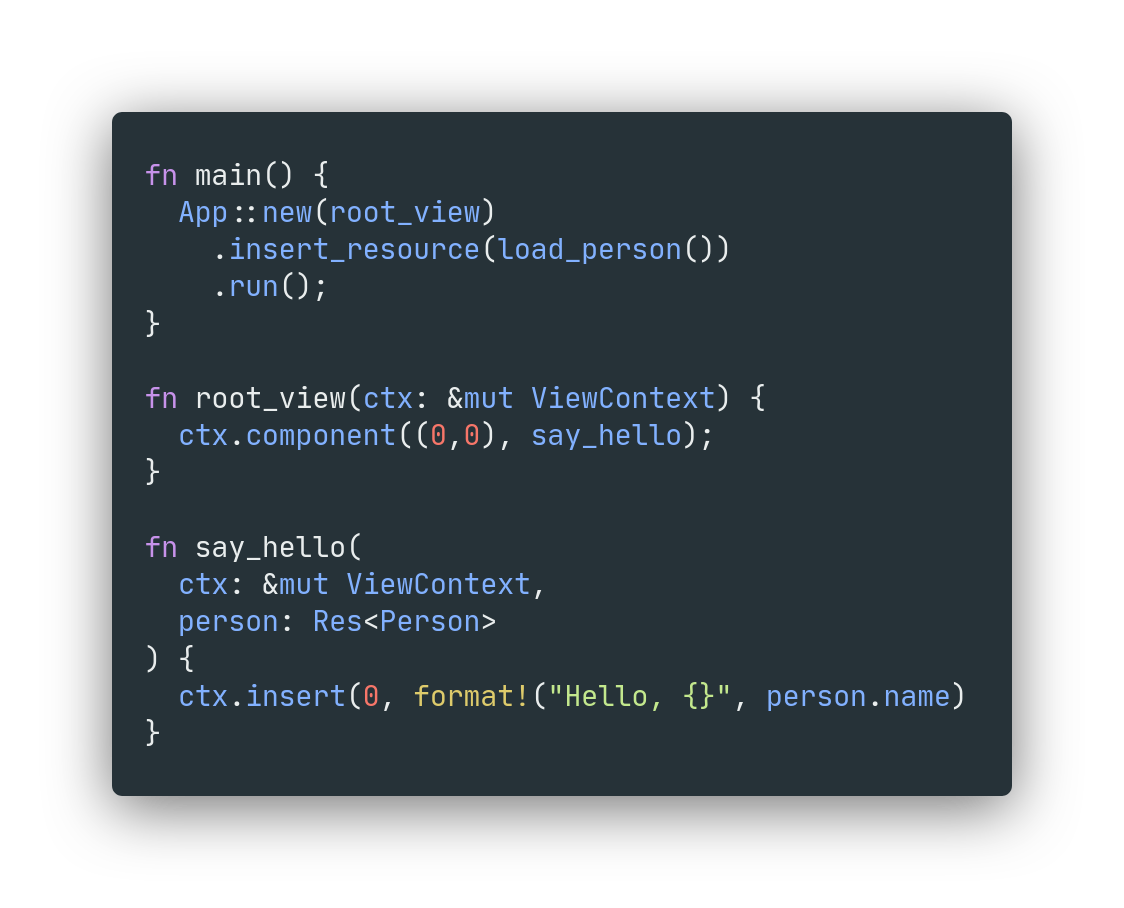 fn main() {
  App::new(root_view)
    .insert_resource(load_person())
    .run();
}

fn root_view(ctx: &mut ViewContext) {
  ctx.component((0,0), say_hello);
}

fn say_hello(
  ctx: &mut ViewContext,
  person: Res<Person>
) {
  ctx.insert(0, format!("Hello, {}", person.name)
}